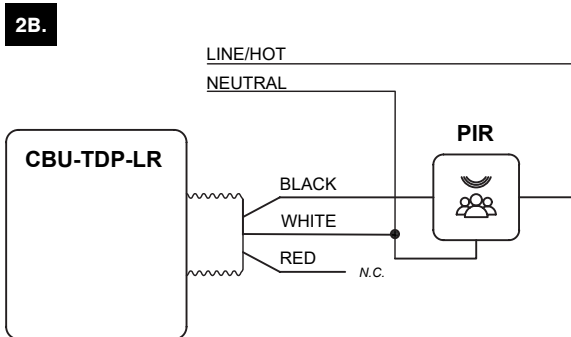 2B.
LINE/HOT
NEUTRAL
PIR
CBU-TDP-LR
BLACK
WHITE
RED
N.C.